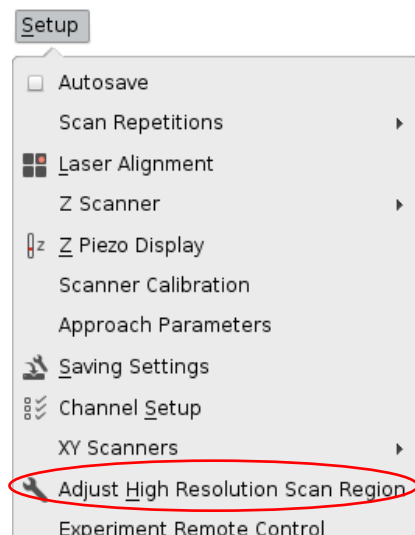 Setup
Autosave
Scan Repetitions
Laser Alignment
Z Scanner
z Z Piezo Display
Scanner Calibration
Approach Parameters
Saving Settings
Channel Setup
XY Scanners
Adjust High Resolution Scan Region
Experiment Remote Control